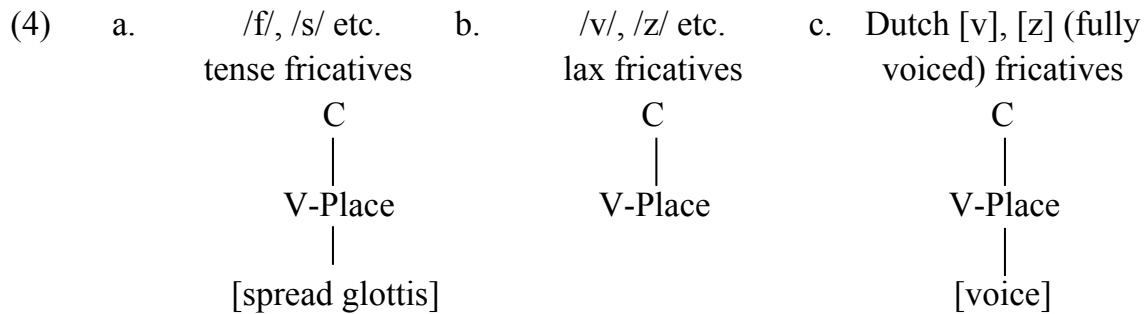 (4) a. /f/, /s/ etc. b. /v/, /z/ etc. c. Dutch [v], [z] (fully
tense fricatives lax fricatives voiced) fricatives
C C C
V-Place V-Place V-Place
[spread glottis] [voice]